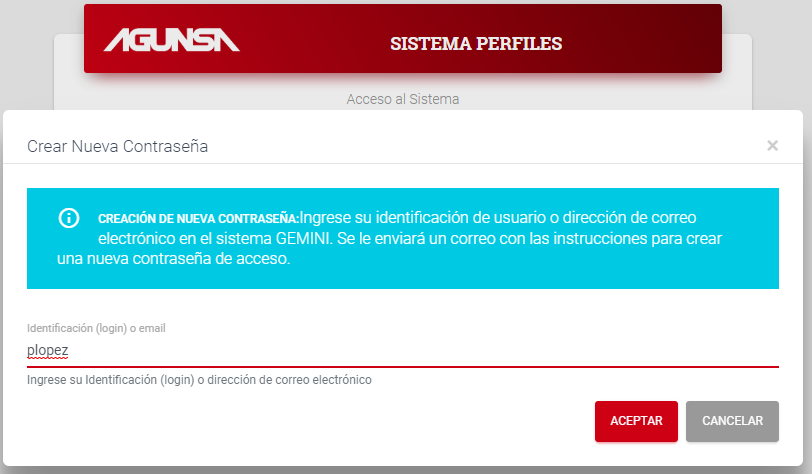 AGUNSA
SISTEMA PERFILES
Acceso al Sistema
Crear Nueva Contraseña
×
CREACIÓN DE NUEVA CONTRASEÑA:Ingrese su identificación de usuario o dirección de correo
electrónico en el sistema GEMINI. Se le enviará un correo con las instrucciones para crear
una nueva contraseña de acceso.
Identificación (login) o email
plopez
Ingrese su Identificación (login) o dirección de correo electrónico
ACEPTAR
CANCELAR